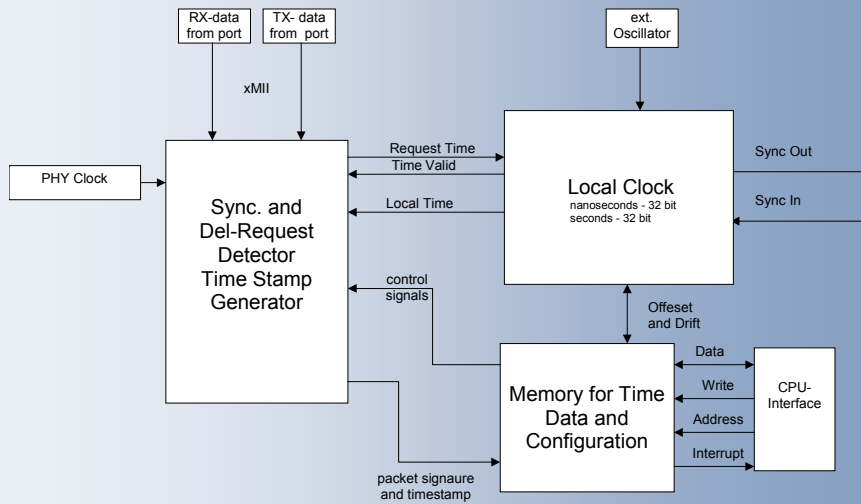 RX-data
from port
TX- data
from port
ext.
Oscillator
xMII
PHY Clock
Request Time
Time Valid
Local Time
Sync. and
Del-Request
Detector
Time Stamp
Generator
Local Clock
nanoseconds - 32 bit
seconds - 32 bit
Sync Out
Sync In
control
signals
Offeset
and Drift
Memory for Time
Data and
Configuration
Data
Write
Address
Interrupt
CPU-
Interface
packet signaure
and timestamp